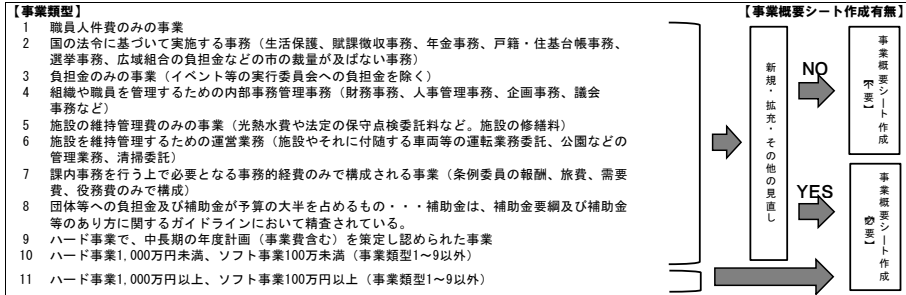 【事業類型】
1 職員人件費のみの事業
2 国の法令に基づいて実施する事務（生活保護、賦課徴収事務、年金事務、戸籍・住基台帳事務、
選挙事務、広域組合の負担金などの市の裁量が及ばない事務）
3 負担金のみの事業（イベント等の実行委員会への負担金を除く）
4 組織や職員を管理するための内部事務管理事務（財務事務、人事管理事務、企画事務、議会
事務など）
5 施設の維持管理費のみの事業（光熱水費や法定の保守点検委託料など。施設の修繕料）
6 施設を維持管理するための運営業務（施設やそれに付随する車両等の運転業務委託、公園などの
管理業務、清掃委託）
7 課内事務を行う上で必要となる事務的経費のみで構成される事業（条例委員の報酬、旅費、需要
費、役務費のみで構成）
8 団体等への負担金及び補助金が予算の大半を占めるもの・・・補助金は、補助金要綱及び補助金
等のあり方に関するガイドラインにおいて精査されている。
9 ハード事業で、中長期の年度計画（事業費含む）を策定し認められた事業
10 ハード事業1,000万円未満、ソフト事業100万未満（事業類型1～9以外）
11 ハード事業1,000万円以上、ソフト事業100万円以上（事業類型1～9以外）
新規・拡充・その他の見直し
NO
YES
【事業概要シート作成有無】
事業概要シート作成
【不要】
事業概要シート作成
【必要】